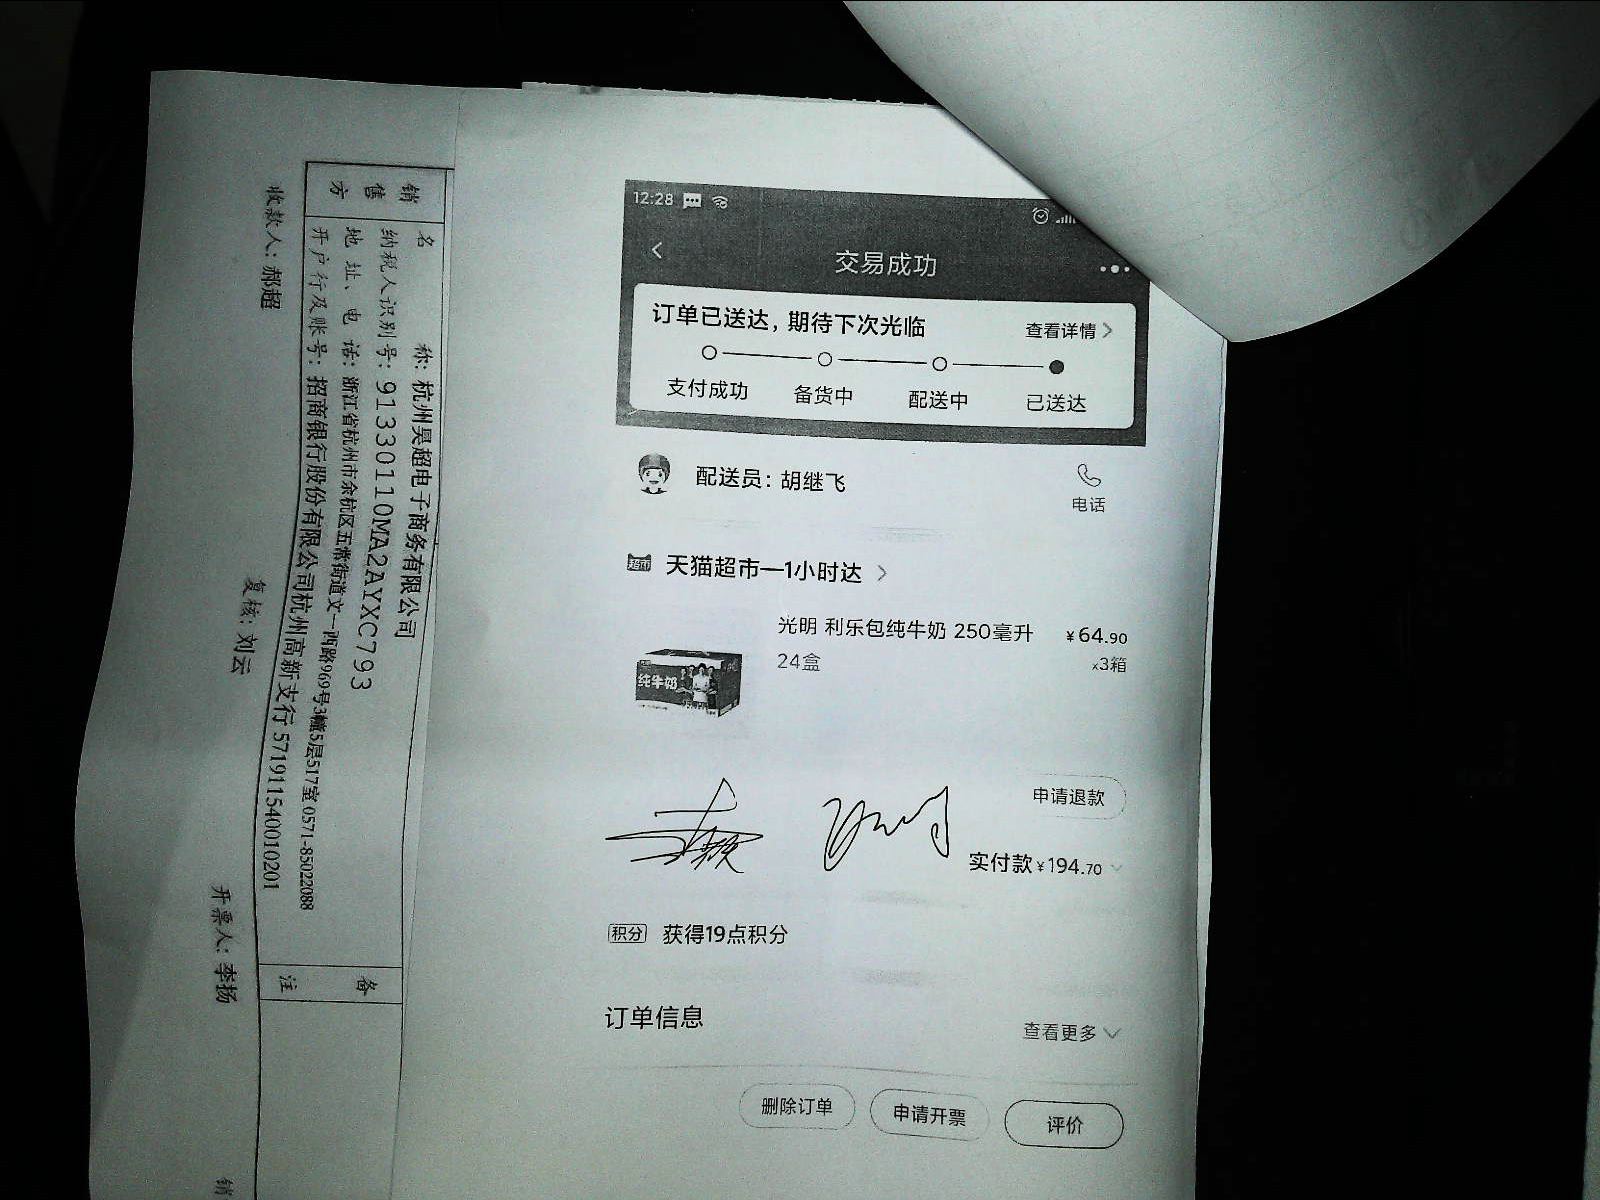 12:28
交易成功
订单已送达，期待下次光临 查看详情 >
支付成功 备货中 配送中 已送达
配送员：胡继飞
电话
超市 天猫超市—1小时达 >
光明 利乐包纯牛奶 250毫升 ¥64.90
24盒 x3箱
纯牛奶
申请退款
实付款 ¥194.70
积分 获得19点积分
订单信息 查看更多
删除订单 申请开票 评价
销售方
名 称：杭州昊超电子商务有限公司
纳税人识别号：91330110MA2AYXC793
地 址、电 话：浙江省杭州市余杭区五常街道文一西路969号3幢5层517室 0571-85022088
开户行及账号：招商银行股份有限公司杭州高新支行 571911540010201
备注
收款人：郝超 复核：刘云 开票人：李扬 销